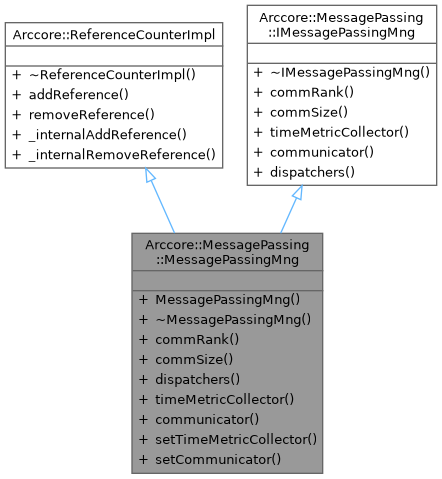 Arccore::ReferenceCounterImpl
+ ~ReferenceCounterImpl()
+ addReference()
+ removeReference()
+ _internalAddReference()
+ _internalRemoveReference()
Arccore::MessagePassing
::IMessagePassingMng
+ ~IMessagePassingMng()
+ commRank()
+ commSize()
+ timeMetricCollector()
+ communicator()
+ dispatchers()
Arccore::MessagePassing
::MessagePassingMng
+ MessagePassingMng()
+ ~MessagePassingMng()
+ commRank()
+ commSize()
+ dispatchers()
+ timeMetricCollector()
+ communicator()
+ setTimeMetricCollector()
+ setCommunicator()